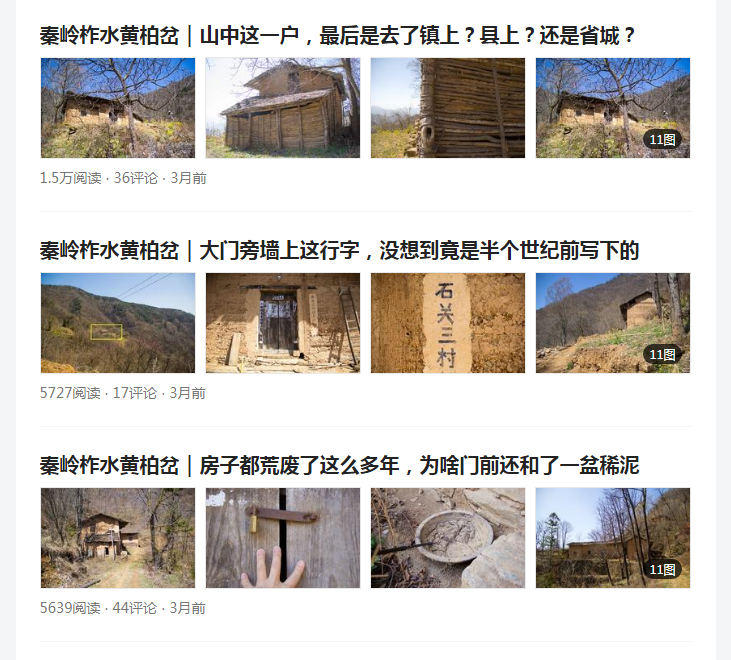 秦岭柞水黄柏岔｜山中这一户，最后是去了镇上？县上？还是省城？
11图
1.5万阅读 · 36评论 · 3月前
秦岭柞水黄柏岔｜大门旁墙上这行字，没想到竟是半个世纪前写下的
石关三村
11图
5727阅读 · 17评论 · 3月前
秦岭柞水黄柏岔｜房子都荒废了这么多年，为啥门前还和了一盆稀泥
11图
5639阅读 · 44评论 · 3月前